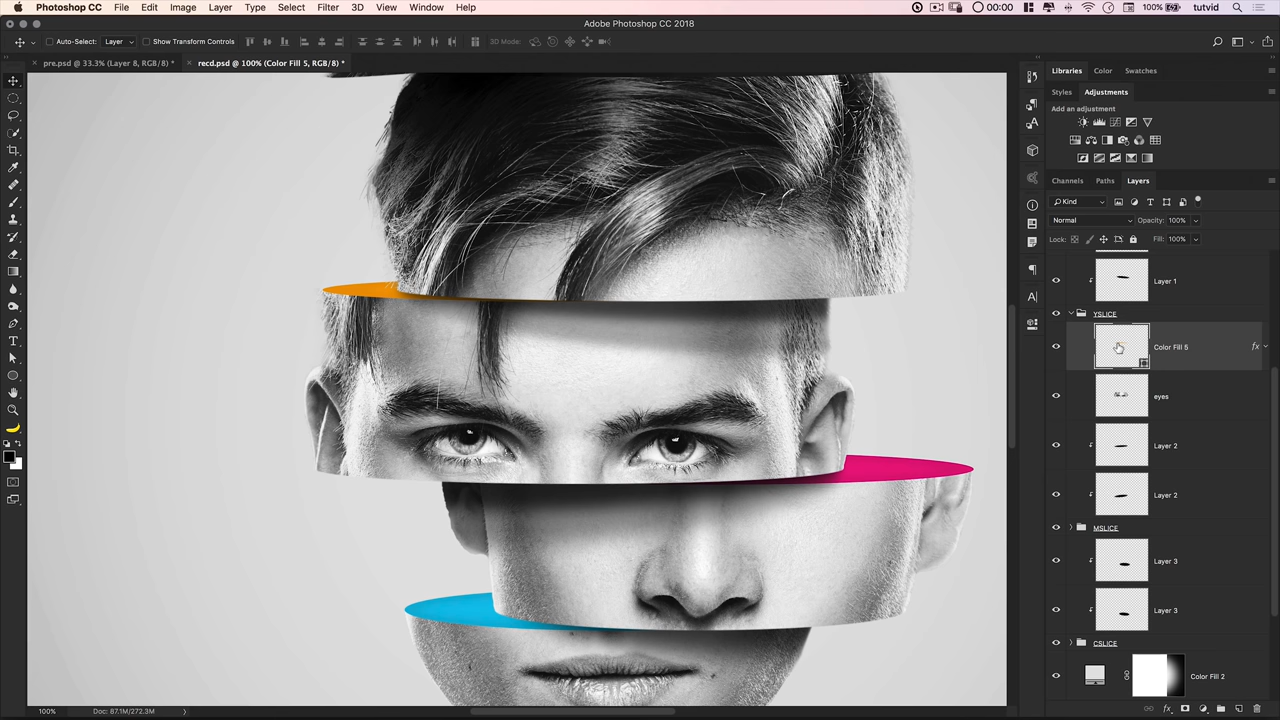 Photoshop CC File Edit Image Layer Type Select Filter 3D View Window Help 00:00 100% tutvid
Adobe Photoshop CC 2018
Auto-Select: Layer Show Transform Controls 3D Mode:
× pre.psd @ 33.3% (Layer 8, RGB/8) * × recd.psd @ 100% (Color Fill 5, RGB/8) *
Libraries Color Swatches
Styles Adjustments
Add an adjustment
Channels Paths Layers
Kind
Normal Opacity: 100%
Lock: Fill: 100%
Layer 1
YSLICE
Color Fill 5 fx
eyes
Layer 2
Layer 2
MSLICE
Layer 3
Layer 3
CSLICE
Color Fill 2
100% Doc: 87.1M/272.3M fx